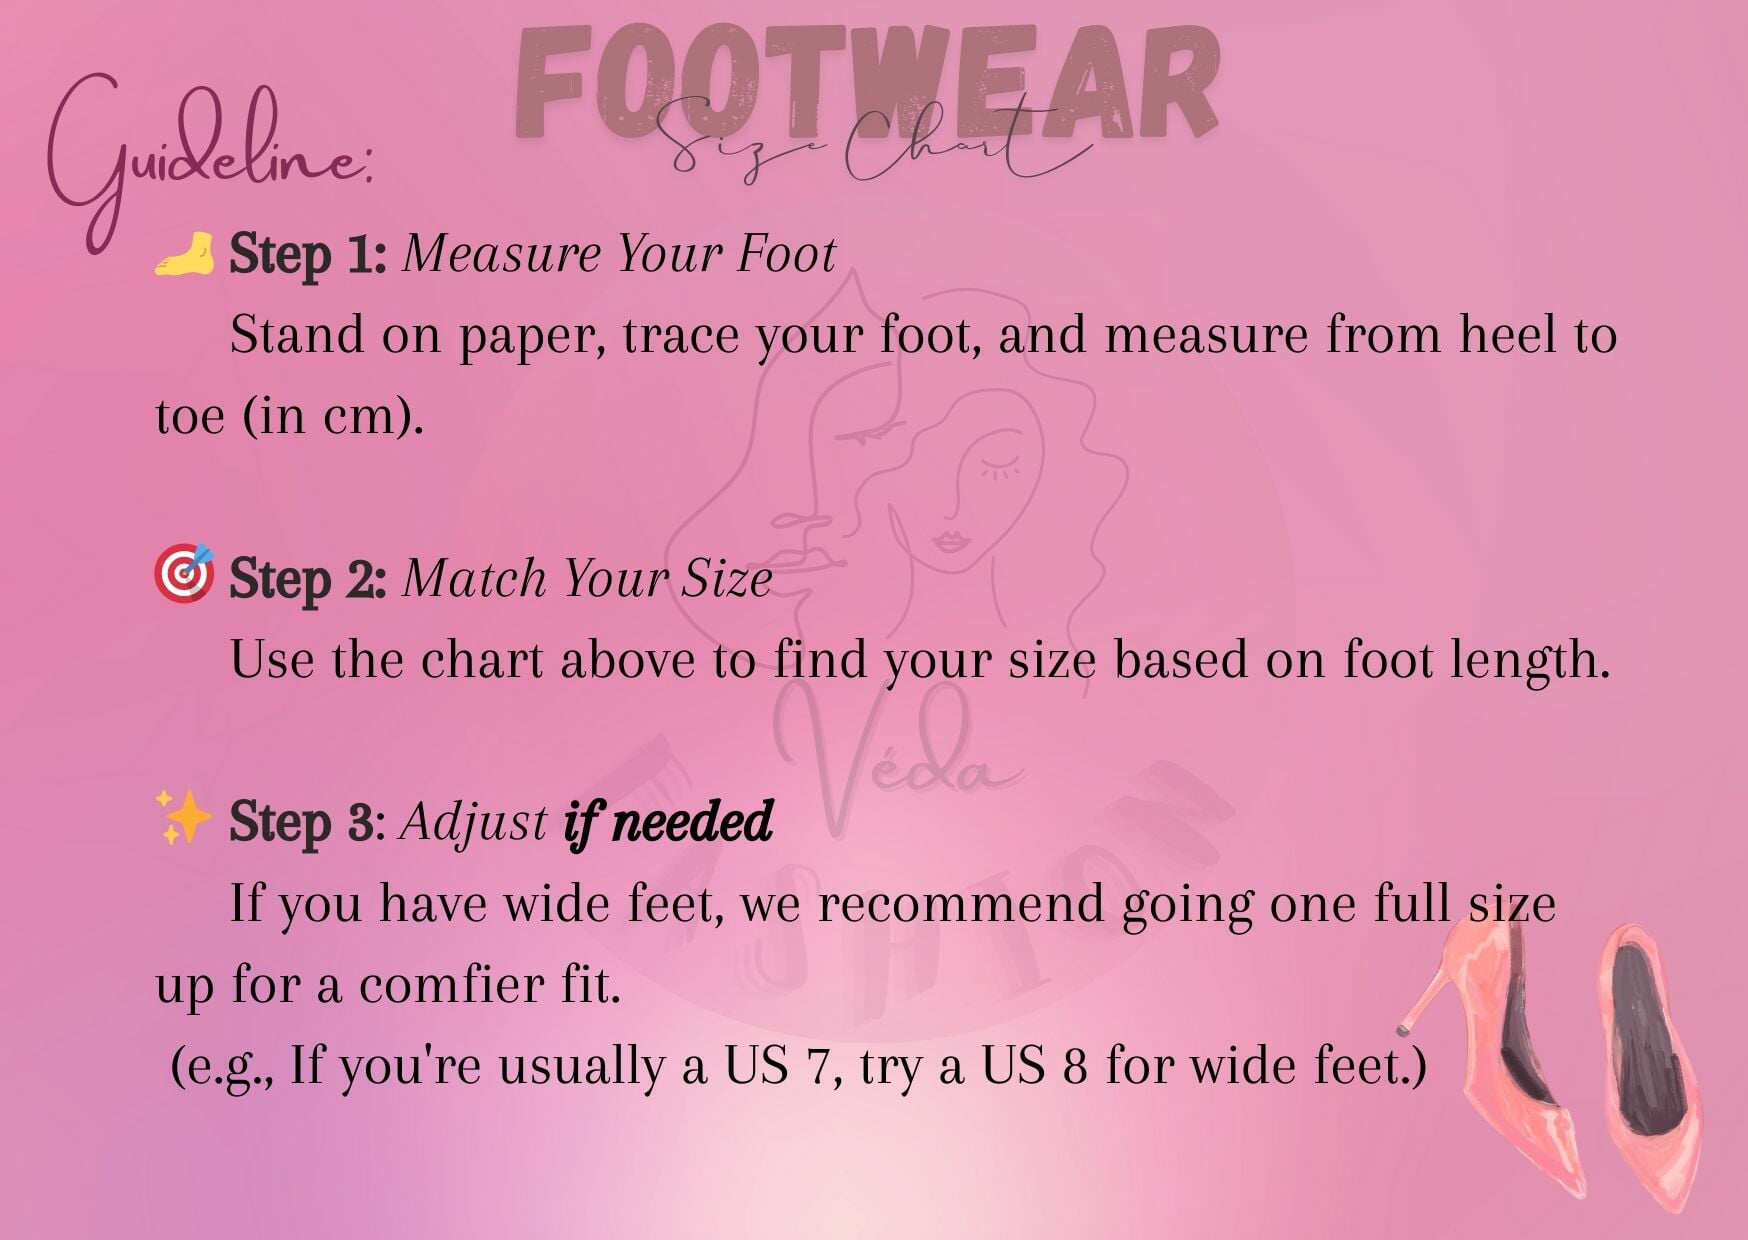 FOOTWEAR
Size Chart
Guideline:
🦶 Step 1: Measure Your Foot
Stand on paper, trace your foot, and measure from heel to
toe (in cm).
🎯 Step 2: Match Your Size
Use the chart above to find your size based on foot length.
Véda
FASHION
✨ Step 3: Adjust if needed
If you have wide feet, we recommend going one full size
up for a comfier fit.
(e.g., If you're usually a US 7, try a US 8 for wide feet.)